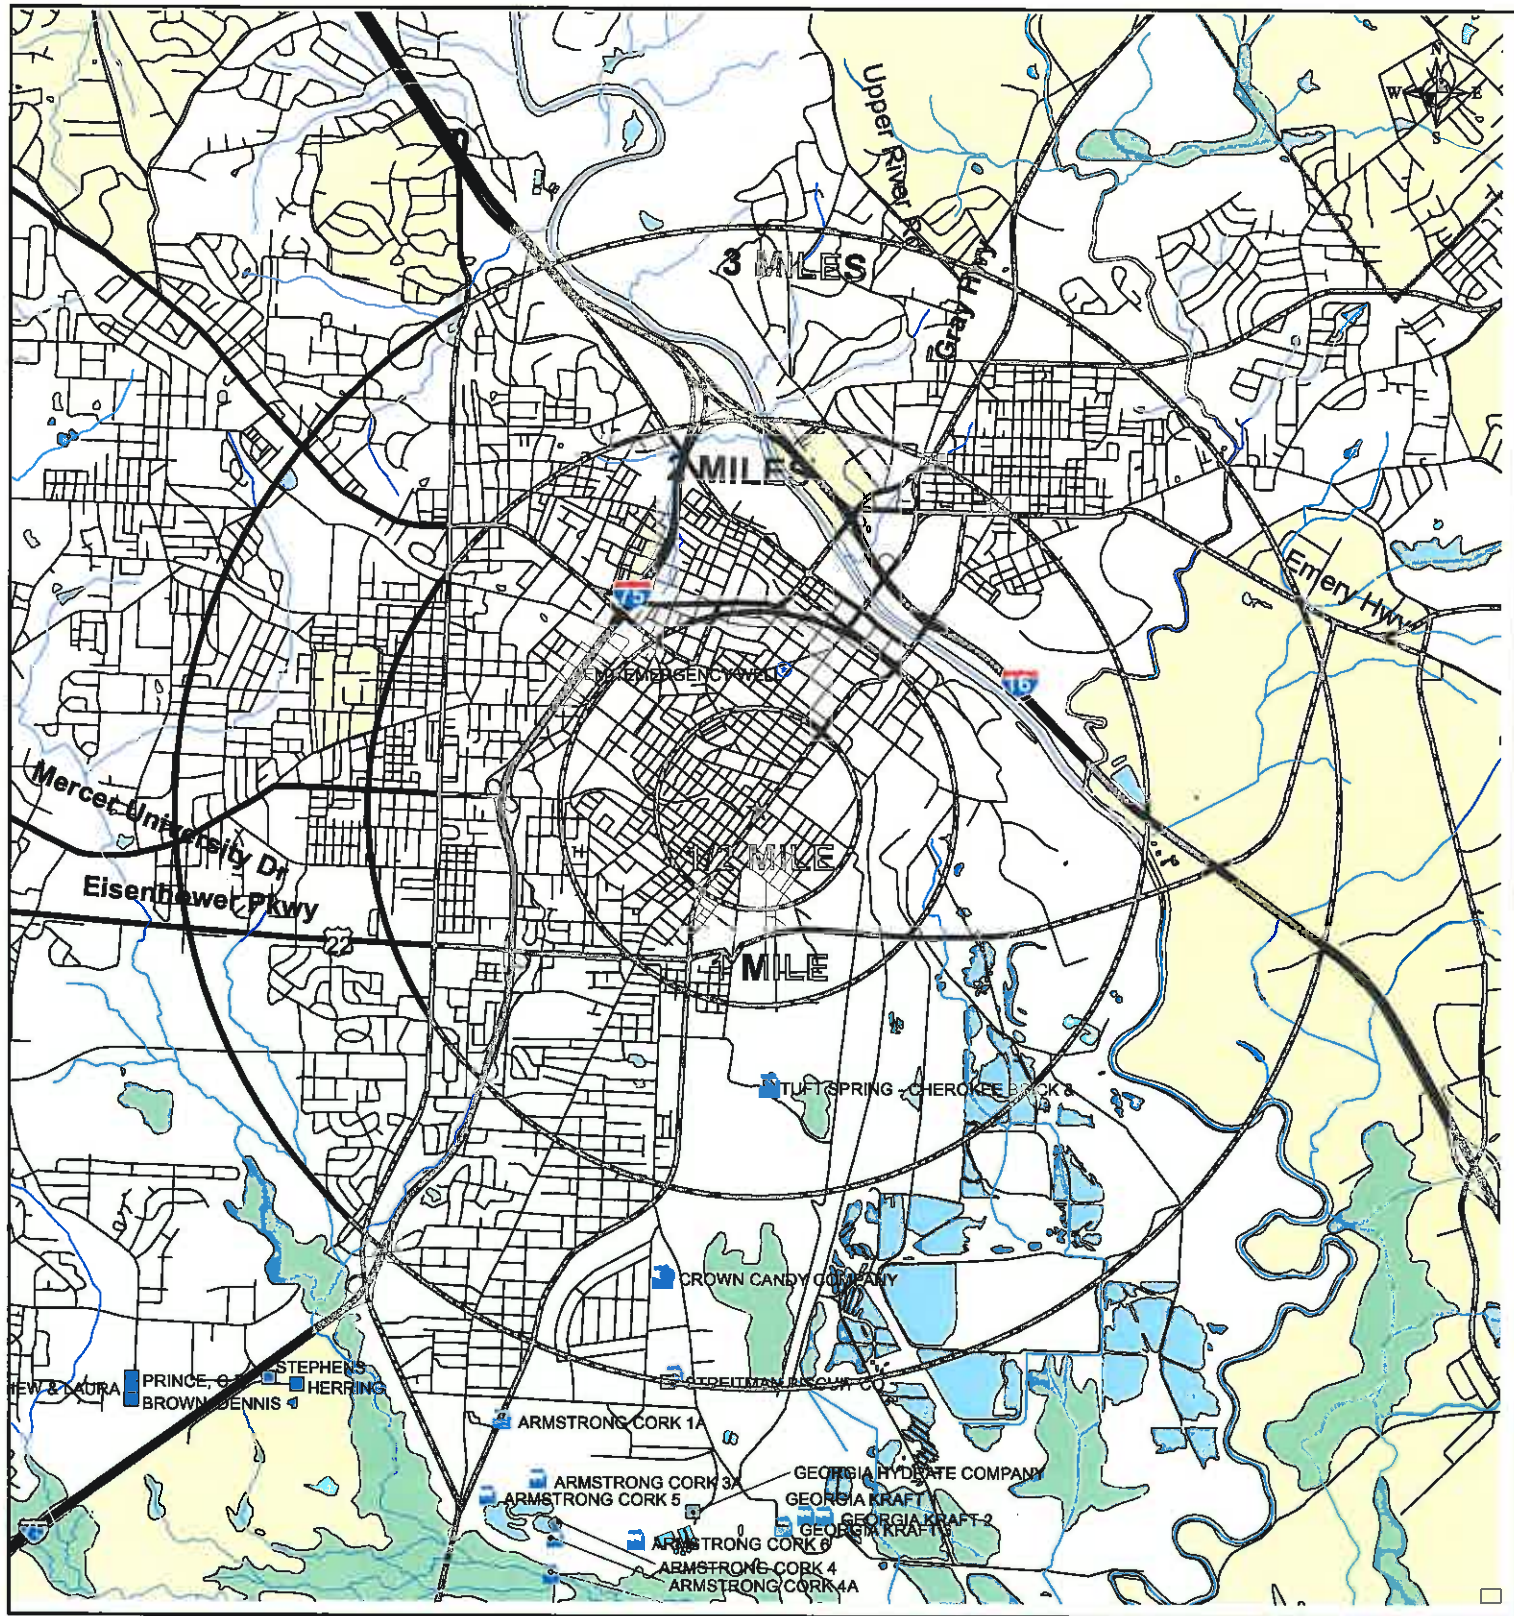 N
W E
S
Upper River Rd
3 MILES
Gray Hwy
2 MILES
75
Emery Hwy
EMERGENCY WELL
16
Mercer University Dr
1/2 MILE
Eisenhower Pkwy
22
1 MILE
TUFT SPRING - CHEROKEE BRICK &
CROWN CANDY COMPANY
STEPHENS
PRINCE,
HERRING
EW & LAURA
STREITMAN BISCUIT CO
BROWN, DENNIS
ARMSTRONG CORK 1A
GEORGIA HYDRATE COMPANY
ARMSTRONG CORK 3A
ARMSTRONG CORK 5
GEORGIA KRAFT 1
GEORGIA KRAFT 2
GEORGIA KRAFT 3
ARMSTRONG CORK 6
ARMSTRONG CORK 4
ARMSTRONG CORK 4A